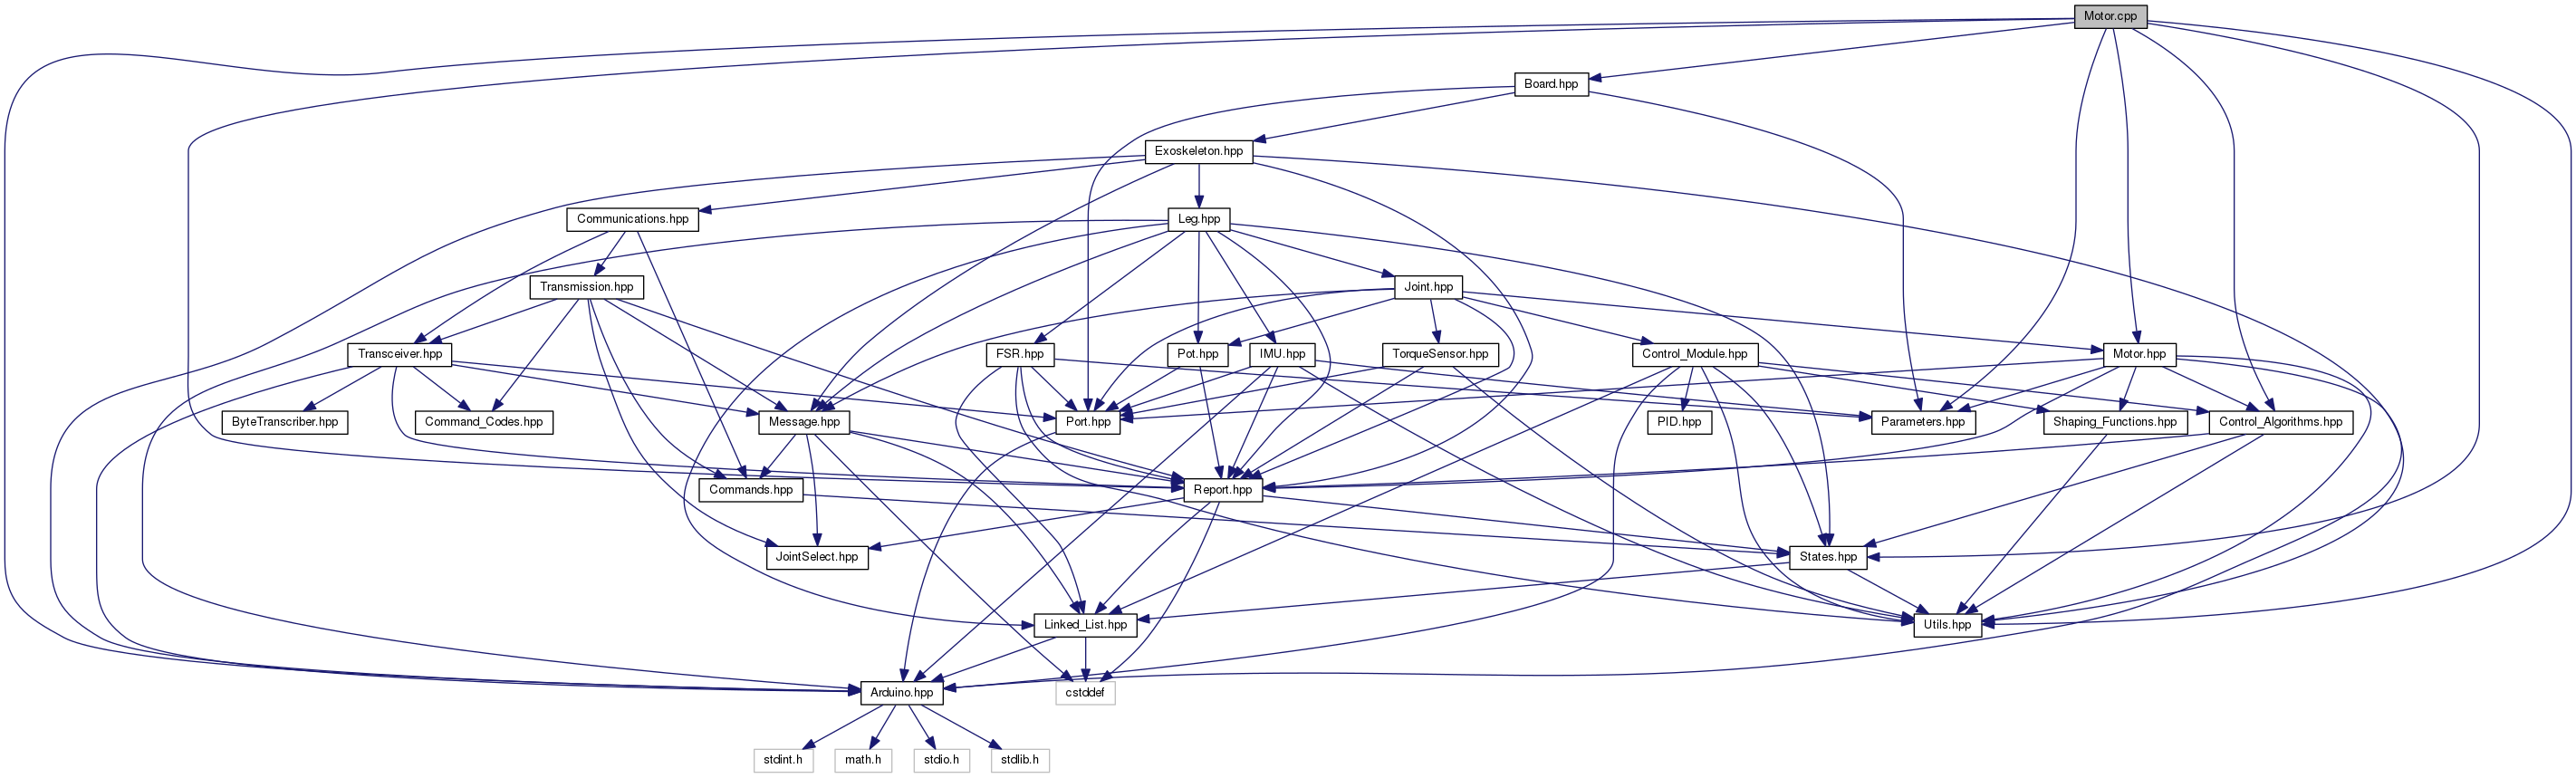 Motor.cpp
Board.hpp
Exoskeleton.hpp
Communications.hpp
Leg.hpp
Transmission.hpp
Joint.hpp
Transceiver.hpp
FSR.hpp
Pot.hpp
IMU.hpp
TorqueSensor.hpp
Control_Module.hpp
Motor.hpp
ByteTranscriber.hpp
Command_Codes.hpp
Message.hpp
Port.hpp
PID.hpp
Parameters.hpp
Shaping_Functions.hpp
Control_Algorithms.hpp
Commands.hpp
Report.hpp
JointSelect.hpp
States.hpp
Linked_List.hpp
Utils.hpp
Arduino.hpp
cstddef
stdint.h
math.h
stdio.h
stdlib.h